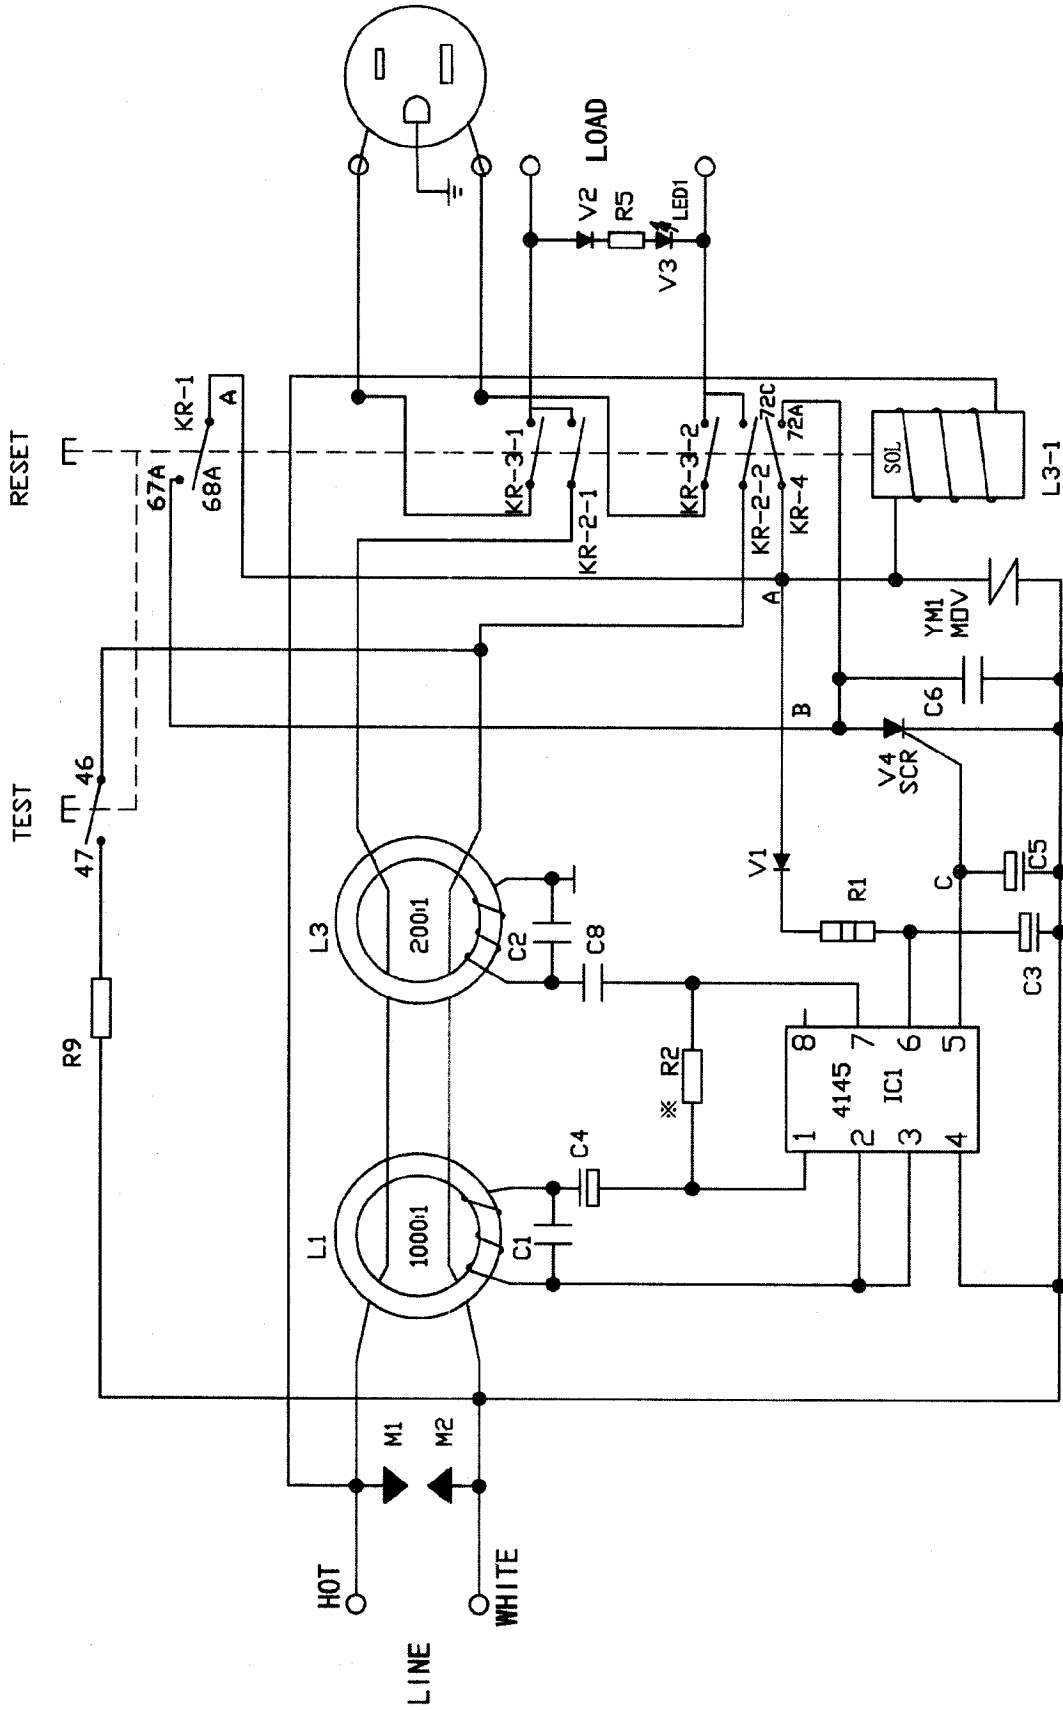 RESET
TEST
47
46
67A
68A
KR-1
A
R9
L3
200:1
L1
1000:1
HOT
LINE
WHITE
M1
M2
C1
C4
C2
C8
R2
※
KR-3-1
KR-2-1
KR-3-2
KR-2-2
KR-4
72C
72A
V2
R5
V3
LED1
LOAD
A
B
V1
R1
V4
SCR
C6
YM1
MOV
SOL
L3-1
C
C5
C3
8
7
6
5
4145
IC1
1
2
3
4